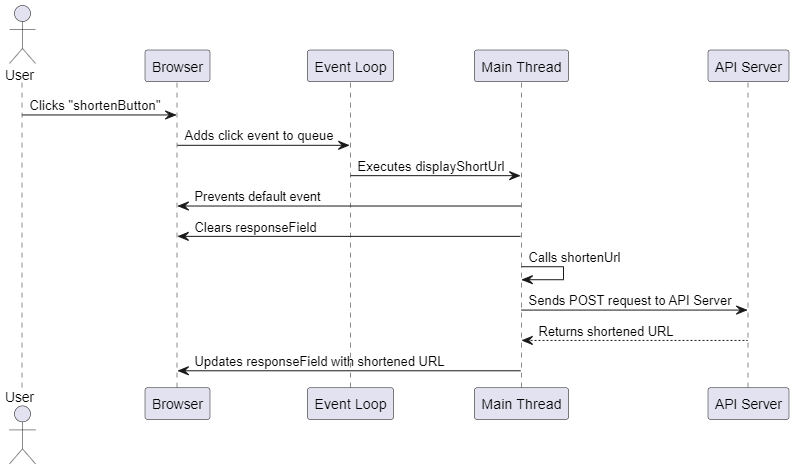 User
Browser
Event Loop
Main Thread
API Server
Clicks "shortenButton"
Adds click event to queue
Executes displayShortUrl
Prevents default event
Clears responseField
Calls shortenUrl
Sends POST request to API Server
Returns shortened URL
Updates responseField with shortened URL
User
Browser
Event Loop
Main Thread
API Server